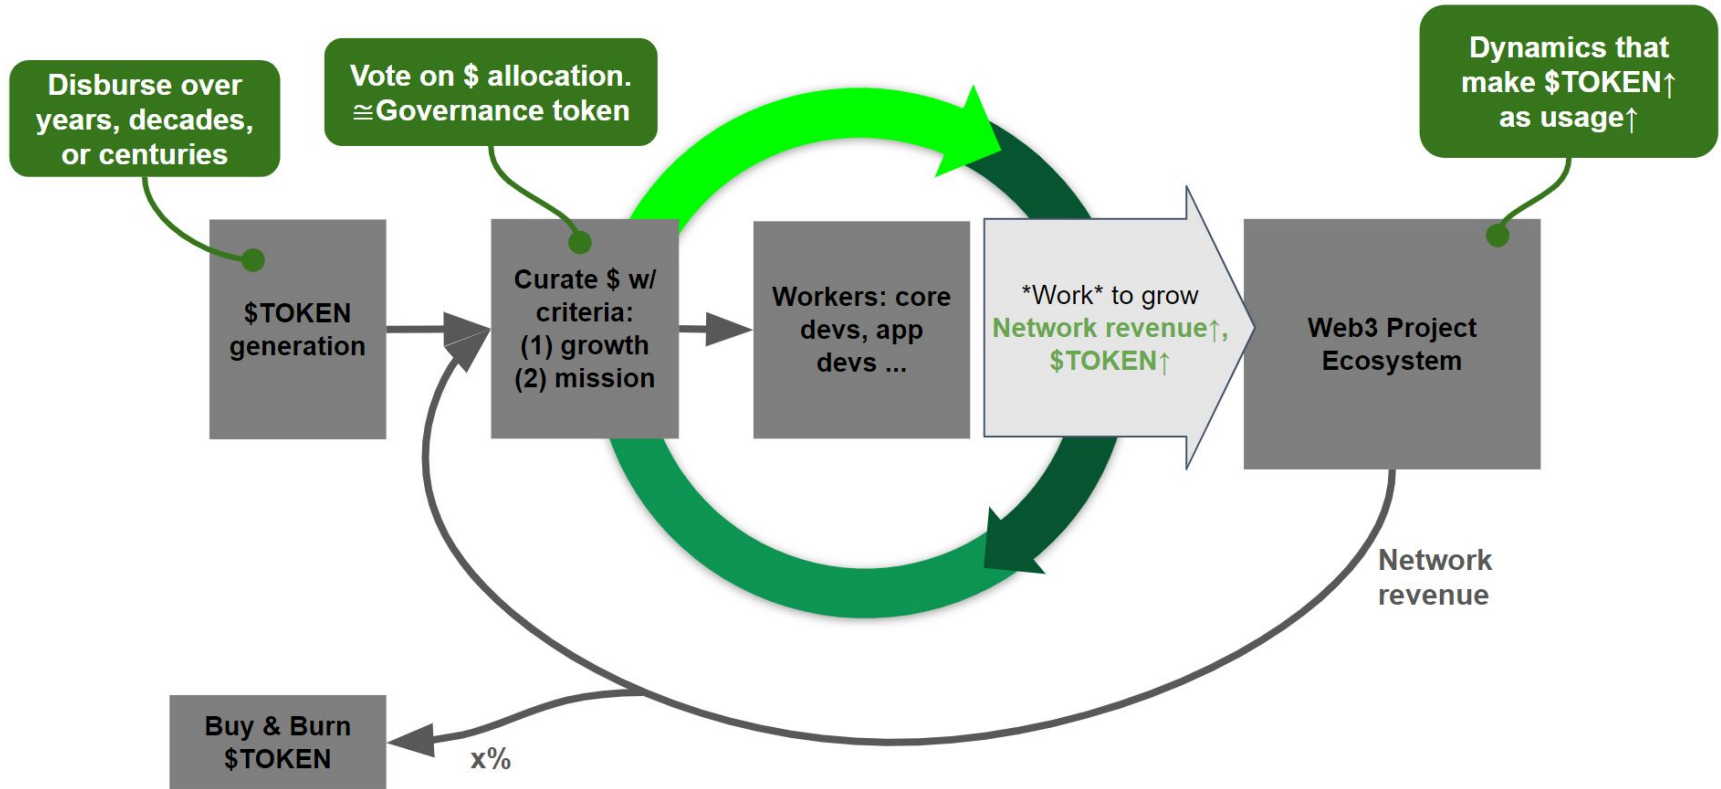 Disburse over
years, decades,
or centuries
Vote on $ allocation.
≅Governance token
Dynamics that
make $TOKEN↑
as usage↑
$TOKEN
generation
Curate $ w/
criteria:
(1) growth
(2) mission
Workers: core
devs, app
devs ...
*Work* to grow
Network revenue↑,
$TOKEN↑
Web3 Project
Ecosystem
Network
revenue
Buy & Burn
$TOKEN
x%